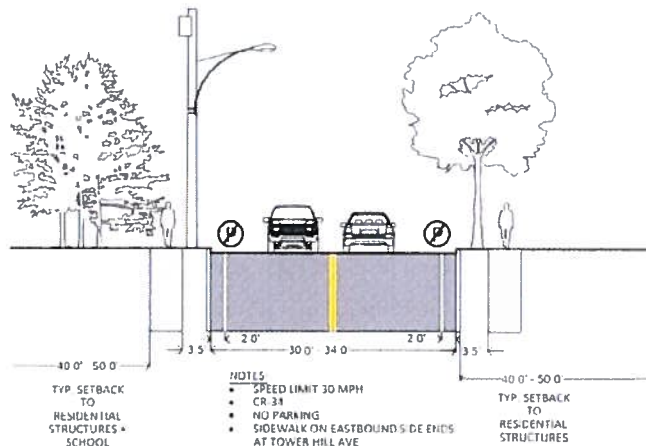 2.0'
2.0'
3.5'
30.0' - 34.0'
3.5'
40.0' - 50.0'
TYP. SETBACK
TO
RESIDENTIAL
STRUCTURES +
SCHOOL
NOTES
• SPEED LIMIT 30 MPH
• CR-34
• NO PARKING
• SIDEWALK ON EASTBOUND SIDE ENDS
AT TOWER HILL AVE
40.0' - 50.0'
TYP. SETBACK
TO
RESIDENTIAL
STRUCTURES